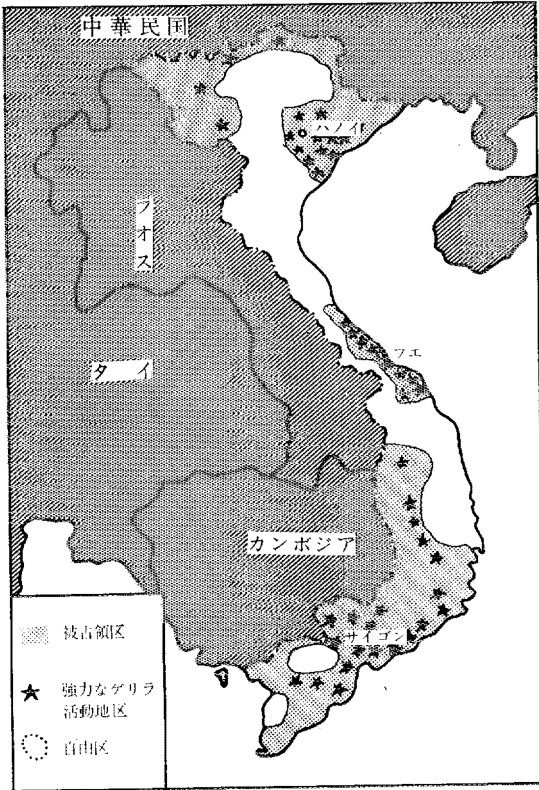 中華民国
ハノイ
ラオス
フエ
タイ
カンボジア
サイゴン
被占領区
強力なゲリラ
活動地区
自由区